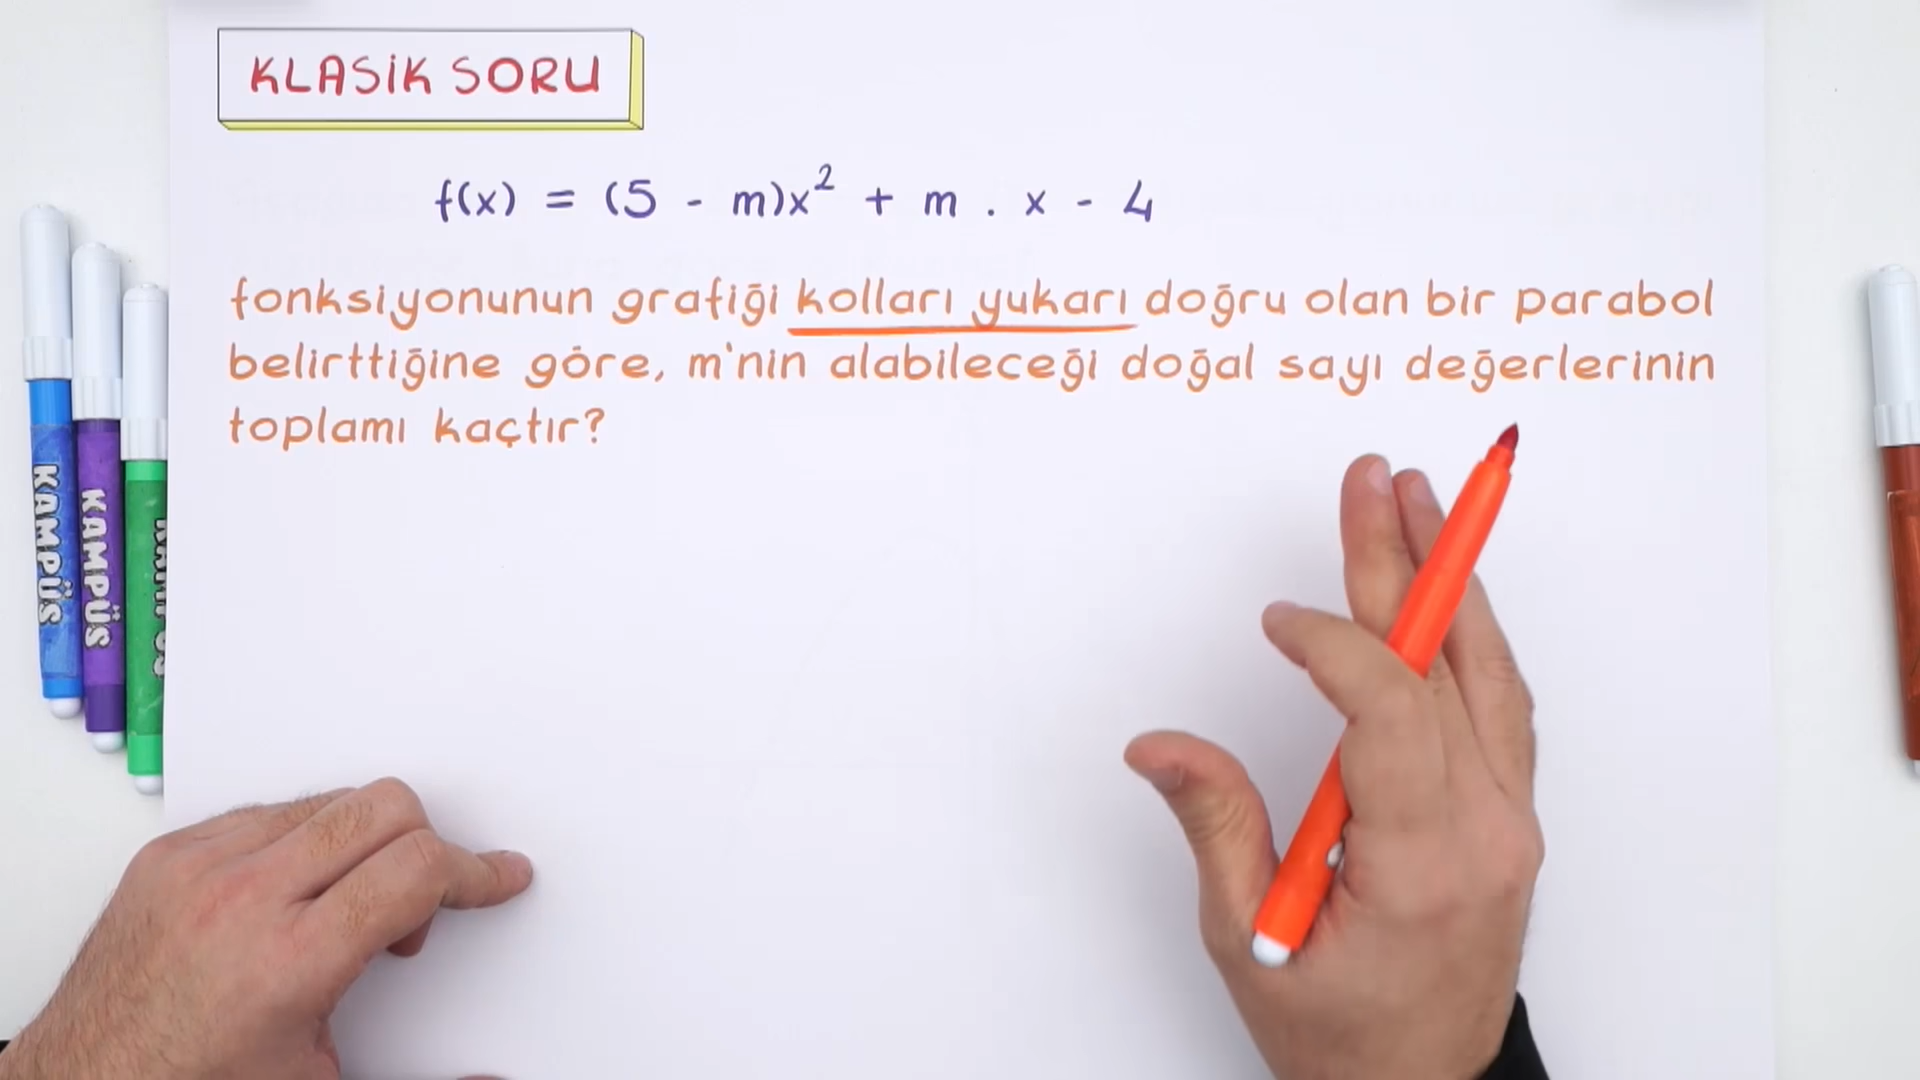 KLASİK SORU
f(x) = (5 - m)x² + m . x - 4
fonksiyonunun grafiği kolları yukarı doğru olan bir parabol
belirttiğine göre, m'nin alabileceği doğal sayı değerlerinin
toplamı kaçtır?
KAMPÜS
KAMPÜS